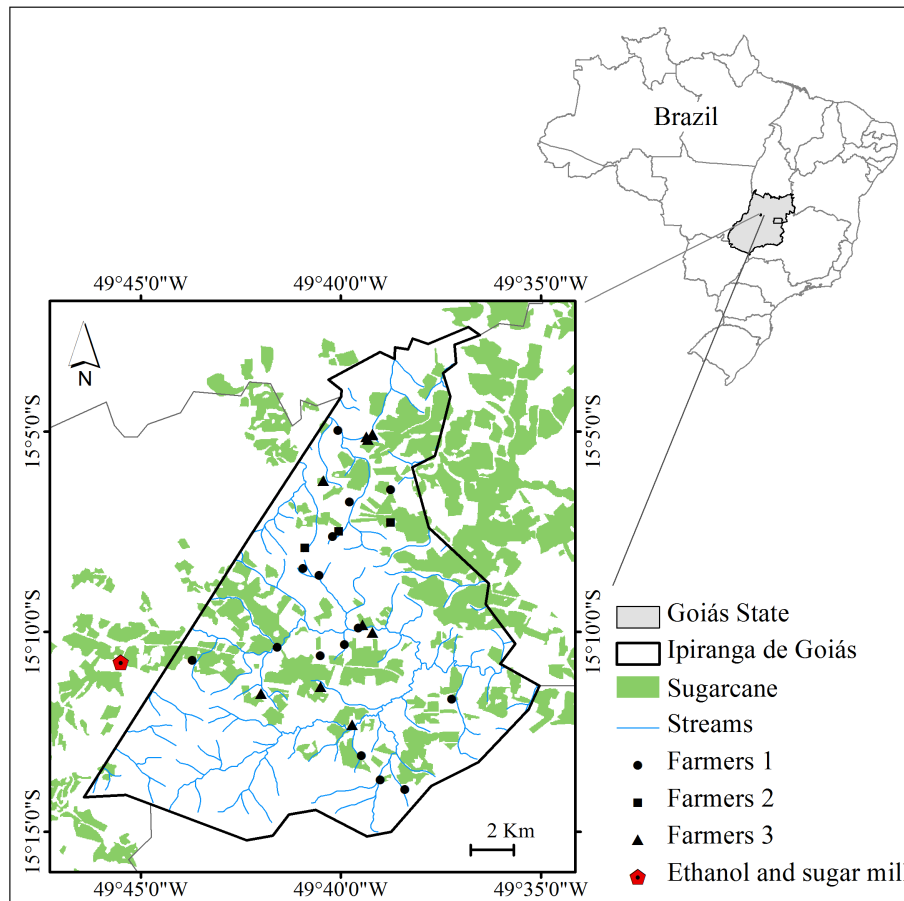 Brazil
49°45'0"W 49°40'0"W 49°35'0"W
N
15°5'0"S 15°5'0"S
15°10'0"S 15°10'0"S
15°15'0"S 15°15'0"S
2 Km
49°45'0"W 49°40'0"W 49°35'0"W
Goiás State
Ipiranga de Goiás
Sugarcane
Streams
Farmers 1
Farmers 2
Farmers 3
Ethanol and sugar mill